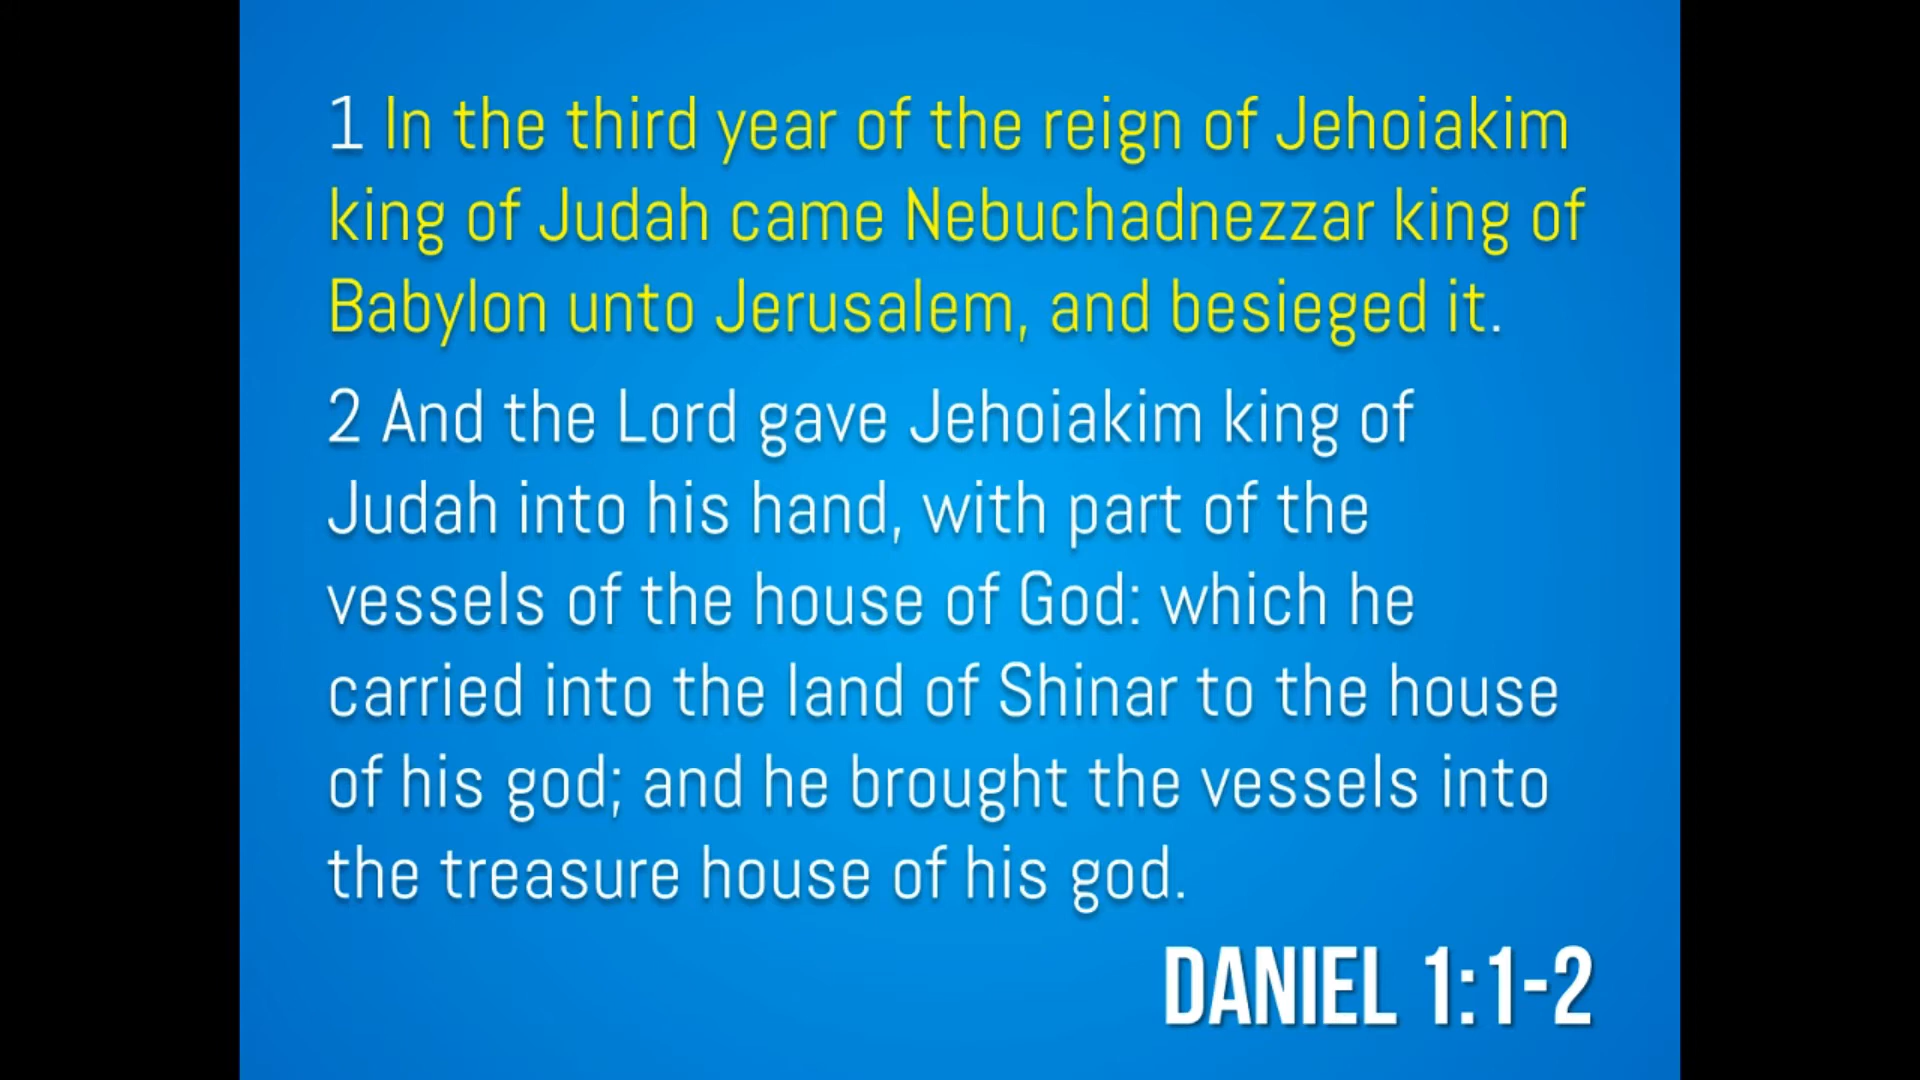 1 In the third year of the reign of Jehoiakim
king of Judah came Nebuchadnezzar king of
Babylon unto Jerusalem, and besieged it.
2 And the Lord gave Jehoiakim king of
Judah into his hand, with part of the
vessels of the house of God: which he
carried into the land of Shinar to the house
of his god; and he brought the vessels into
the treasure house of his god.
DANIEL 1:1-2